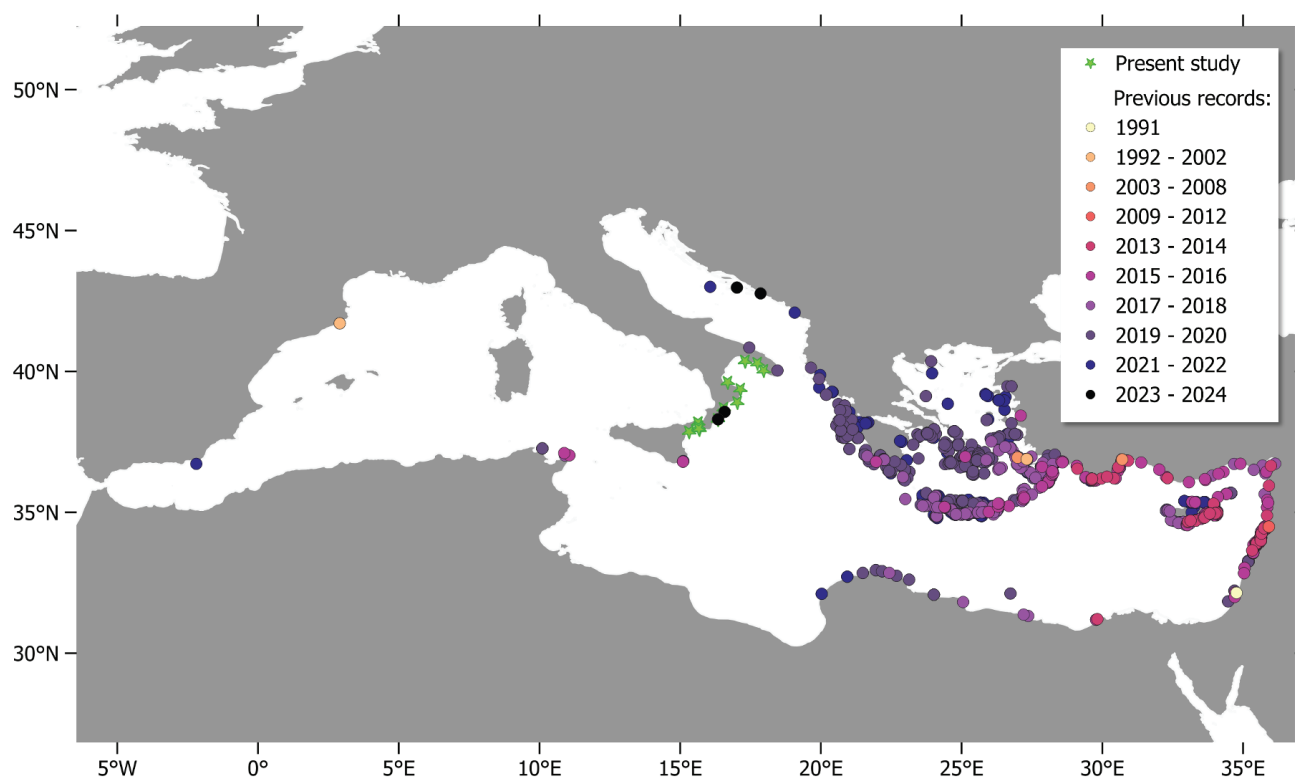 Present study
Previous records:
1991
1992 - 2002
2003 - 2008
2009 - 2012
2013 - 2014
2015 - 2016
2017 - 2018
2019 - 2020
2021 - 2022
2023 - 2024
50°N
45°N
40°N
35°N
30°N
5°W
0°
5°E
10°E
15°E
20°E
25°E
30°E
35°E